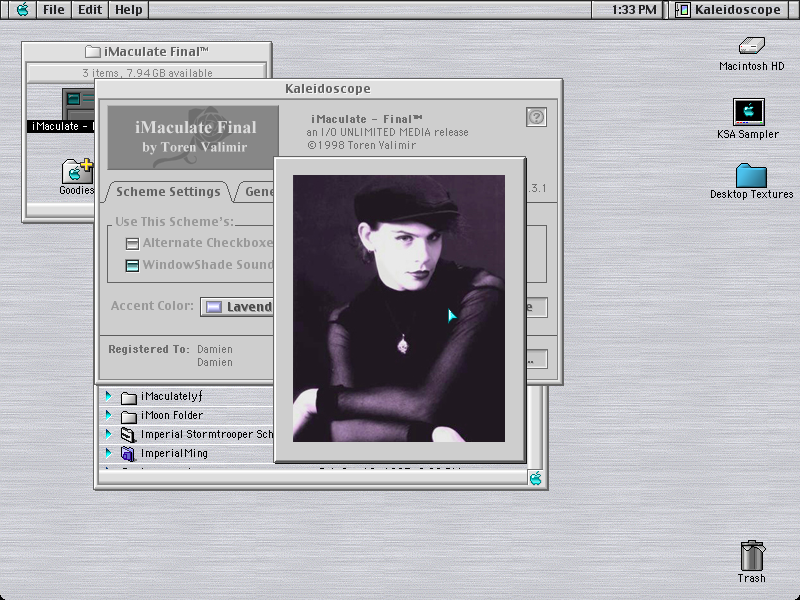 File Edit Help 1:33 PM Kaleidoscope
iMaculate Final™
3 items, 7.94 GB available
iMaculate - I
Goodies
Kaleidoscope
iMaculate Final
by Toren Valimir
iMaculate - Final™
an I/O UNLIMITED MEDIA release
©1998 Toren Valimir
.3.1
Scheme Settings Gene
Use This Scheme's:
Alternate Checkboxe
WindowShade Sound
Accent Color: Lavend
e
Registered To: Damien
Damien
..
iMaculatelyƒ
iMoon Folder
Imperial Stormtrooper Sch
ImperialMing
Macintosh HD
KSA Sampler
Desktop Textures
Trash